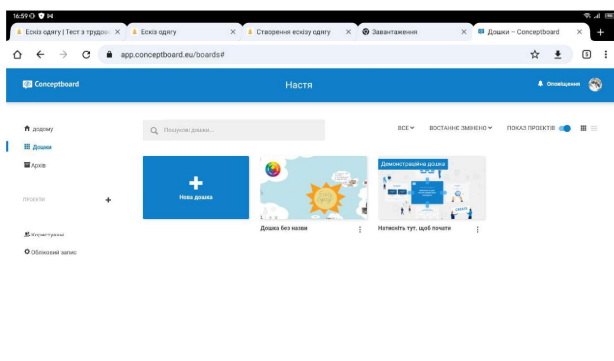 16:59
Ескіз одягу | Тест з трудов
Ескіз одягу
Створення ескізу одягу
Завантаження
Дошки – Conceptboard
app.conceptboard.eu/boards#
5
Conceptboard
Настя
Оповіщення
додому
Дошки
Архів
ПРОЕКТИ
Користувачі
Обліковий запис
Пошукові дошки...
ВСЕ
ВОСТАННЄ ЗМІНЕНО
ПОКАЗ ПРОЕКТІВ
Нова дошка
Дошка без назви
Демонстраційна дошка
Натисніть тут, щоб почати